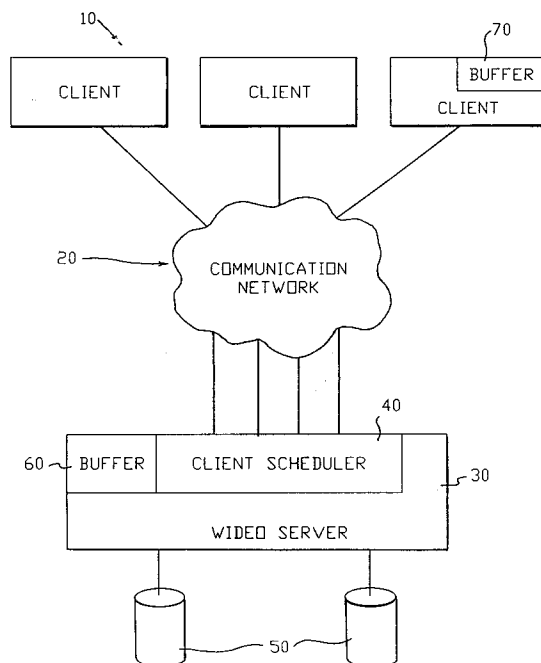 10
70
CLIENT
CLIENT
BUFFER
CLIENT
20
COMMUNICATION
NETWORK
40
60
BUFFER
CLIENT SCHEDULER
30
WIDEO SERVER
50